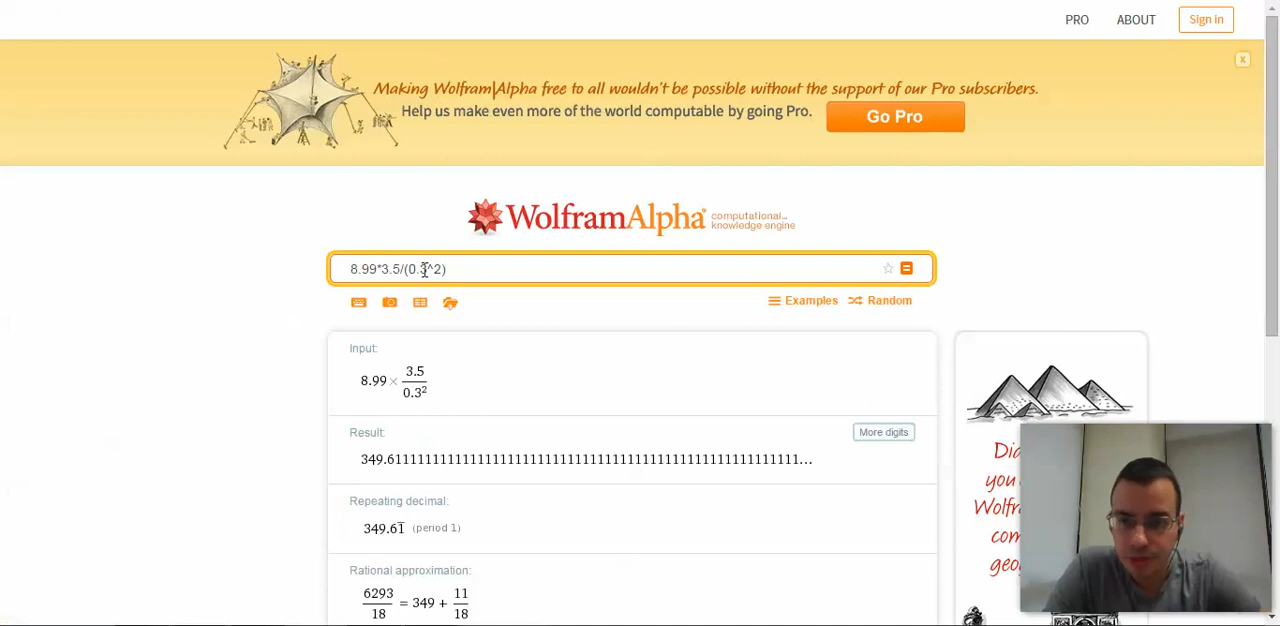 PRO ABOUT Sign in
Making Wolfram|Alpha free to all wouldn't be possible without the support of our Pro subscribers.
x
Help us make even more of the world computable by going Pro. Go Pro
WolframAlpha computational...
knowledge engine
8.99*3.5/(0.3^2)
Examples Random
Input:
8.99 × 3.5/0.3²
Result: More digits
349.611111111111111111111111111111111111111111111111111111111111...
Repeating decimal:
349.61̅ (period 1)
Rational approximation:
6293/18 = 349 + 11/18
Di
you
Wolfr
com
geo